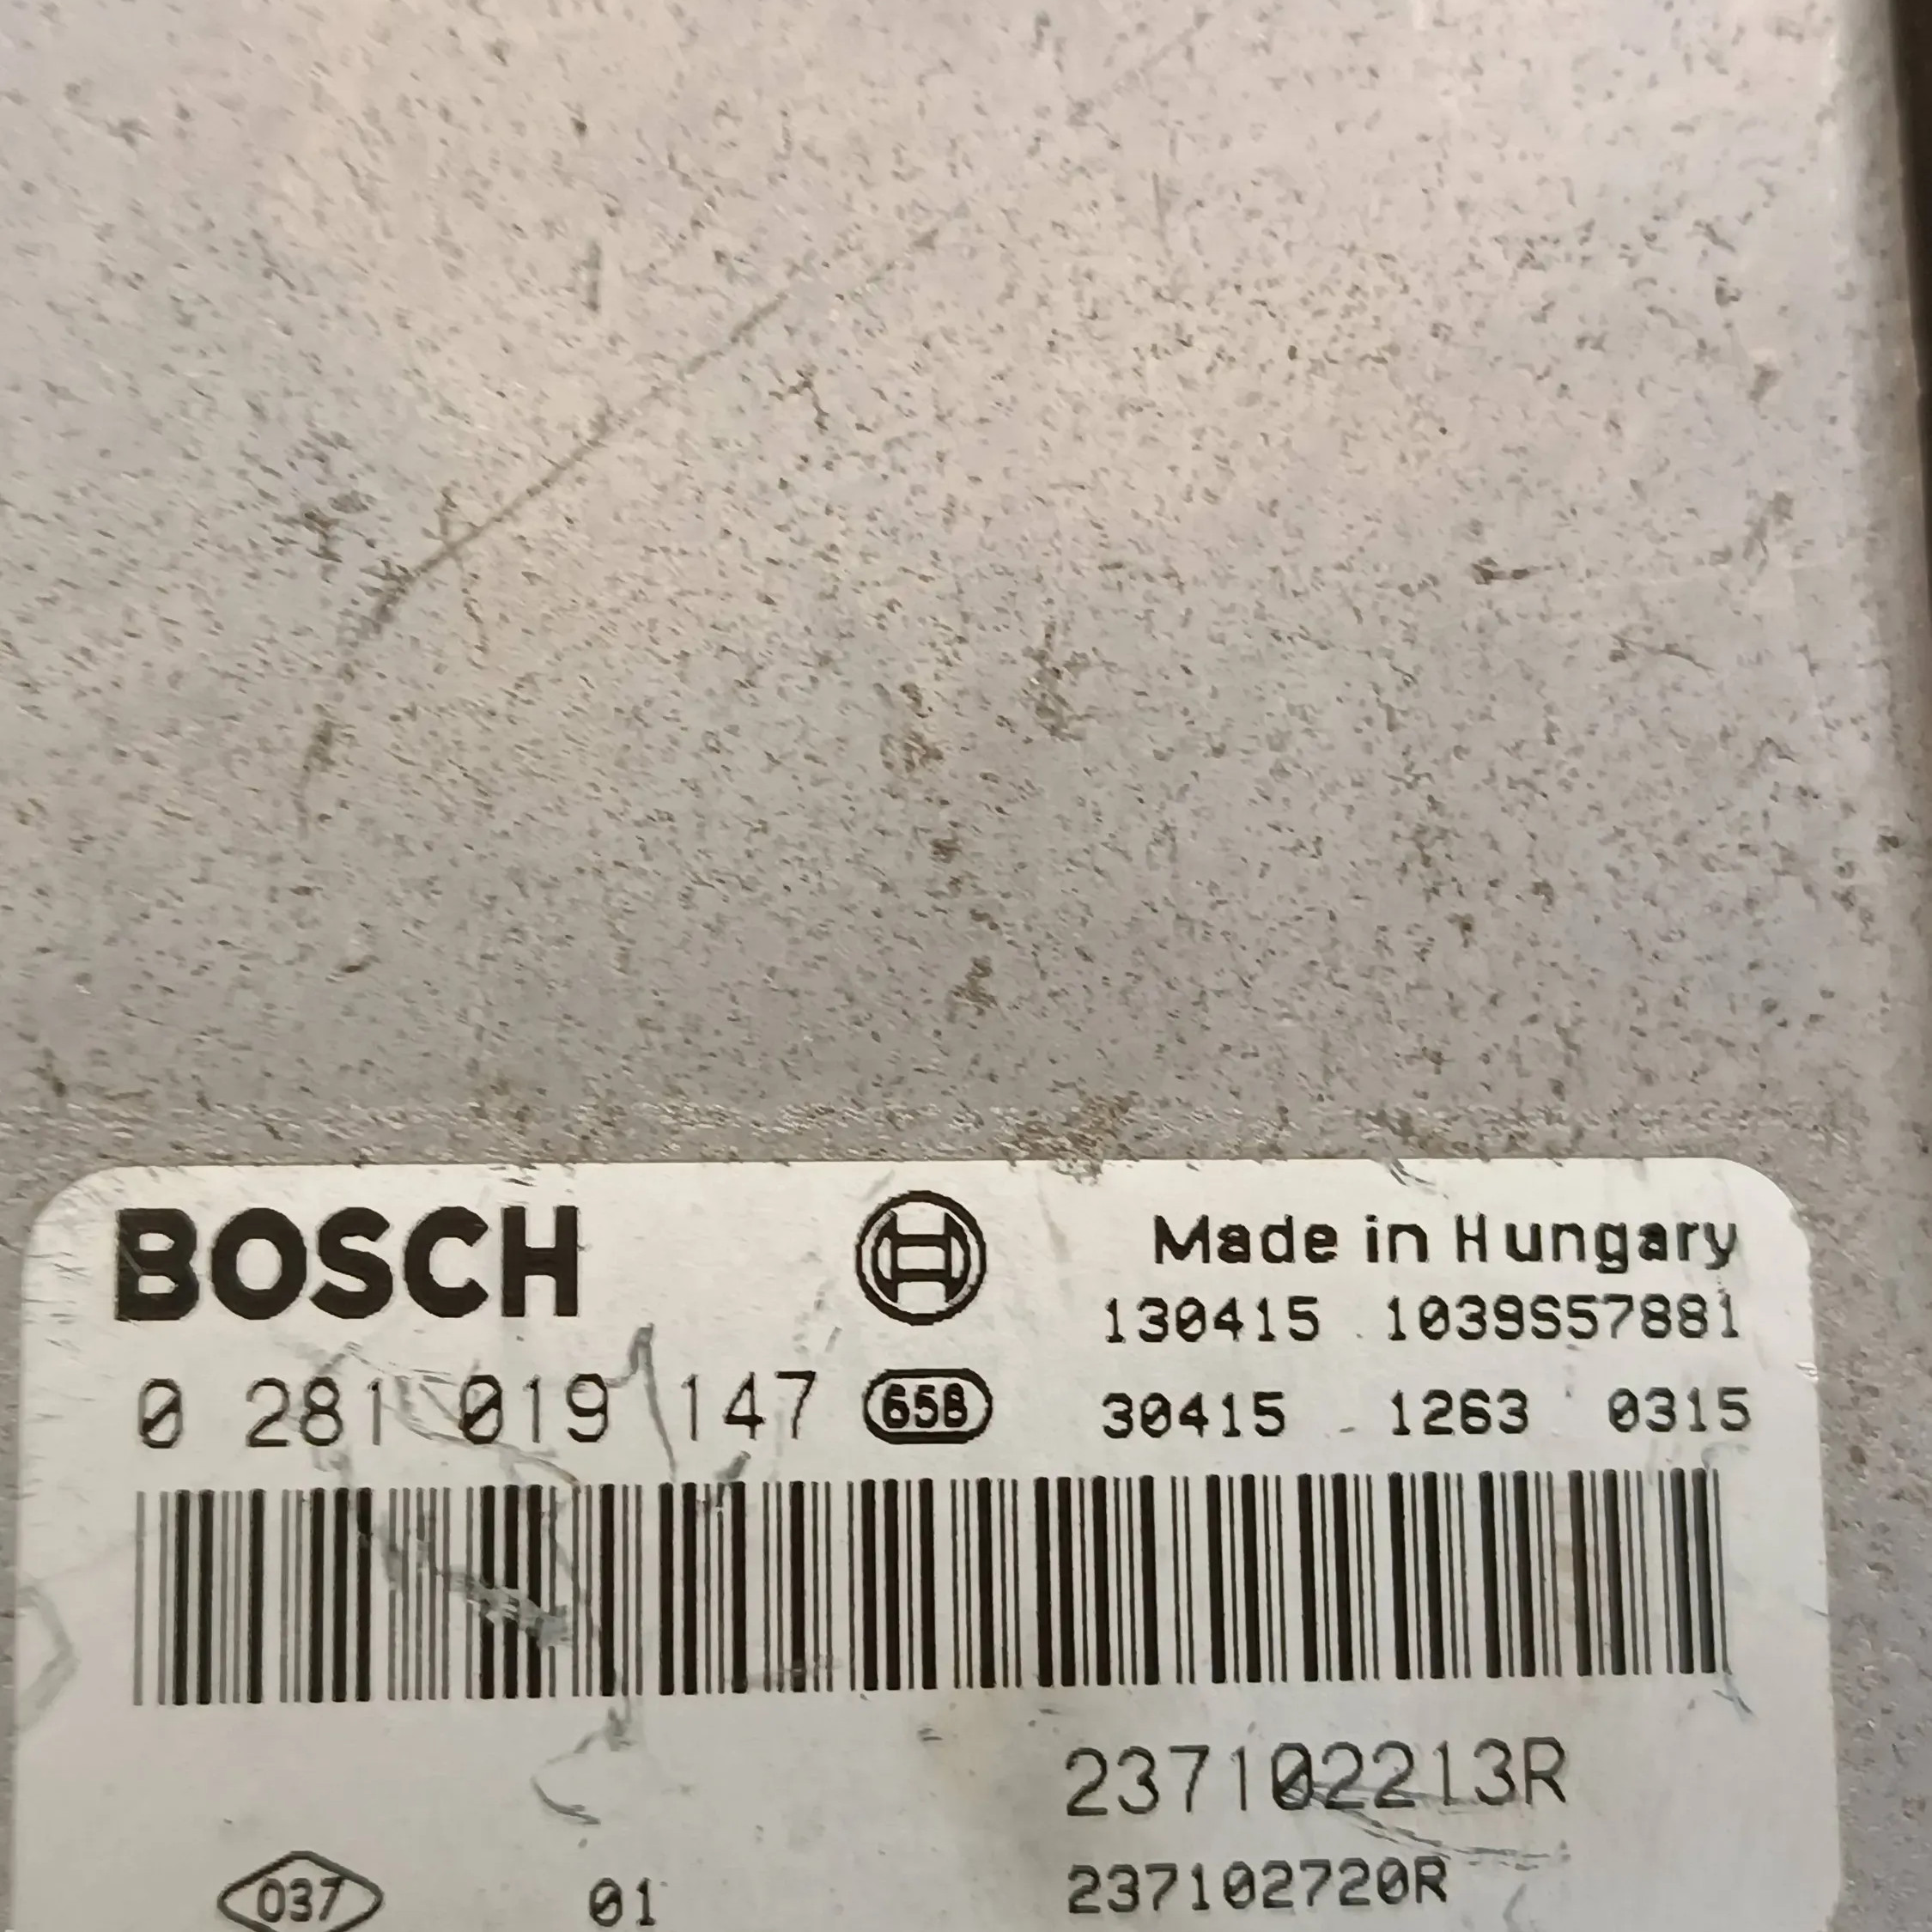 BOSCH
Made in Hungary
130415 1039S57881
0 281 019 147 658
30415 1263 0315
237102213R
037 01 237102720R